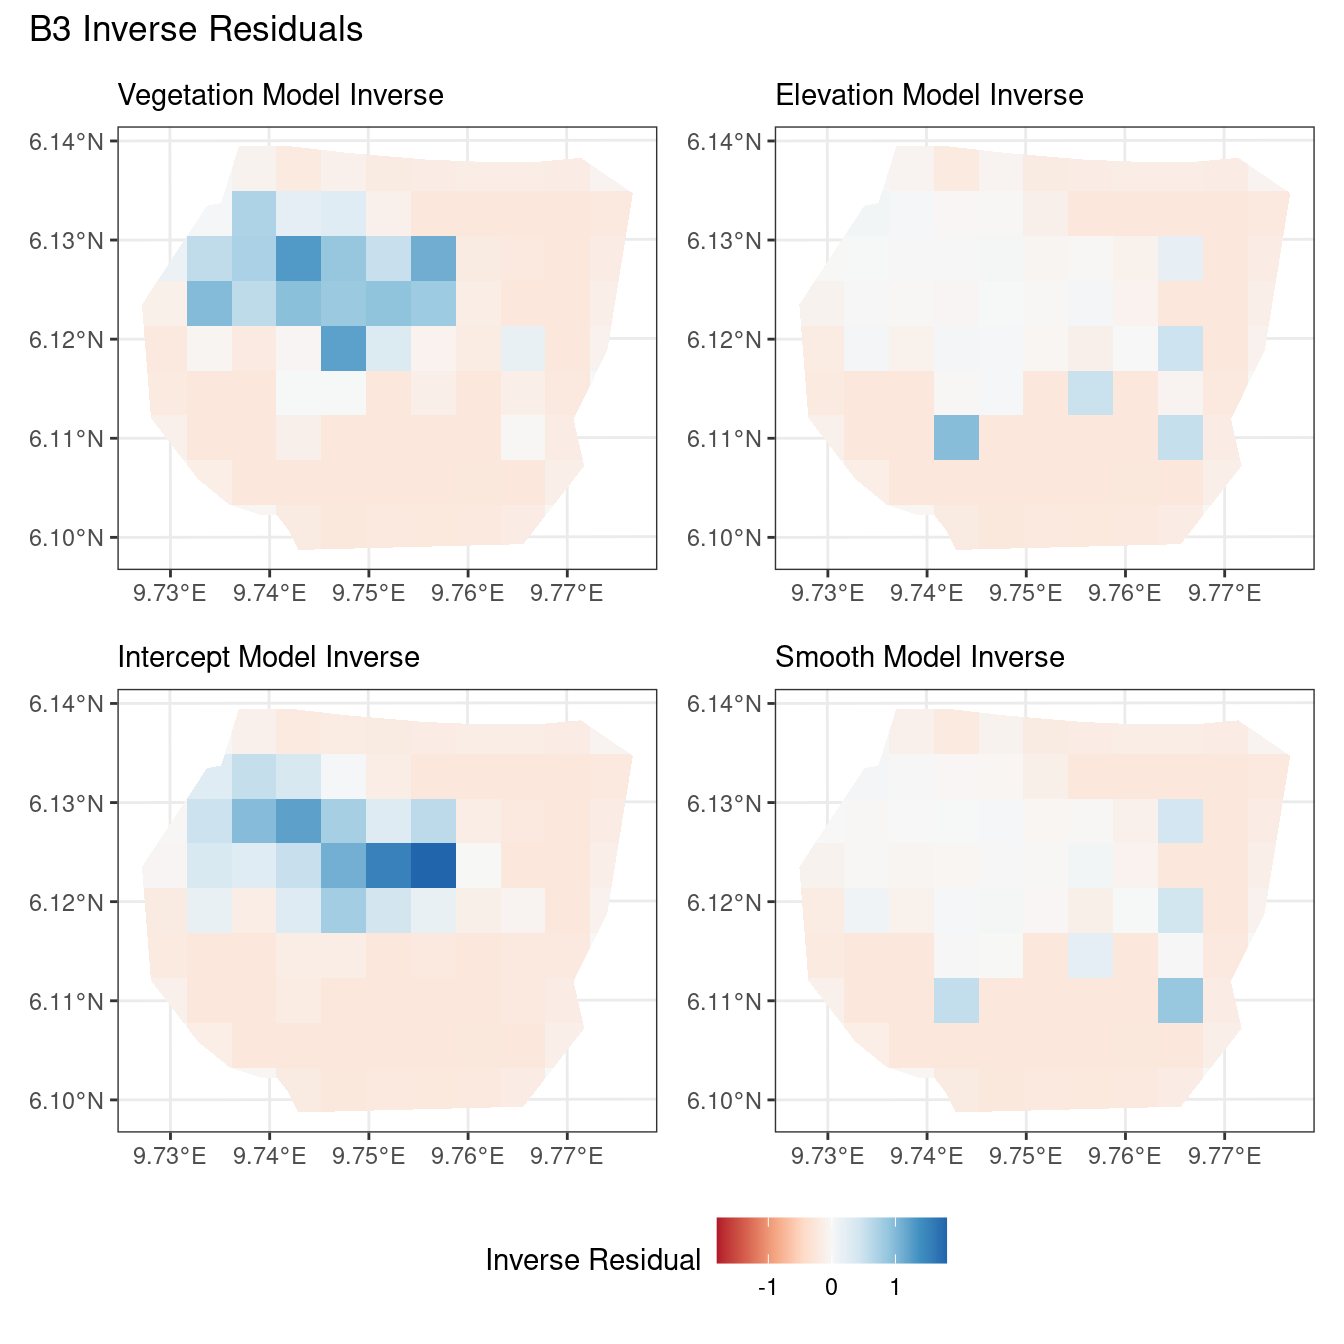 B3 Inverse Residuals
Vegetation Model Inverse
Elevation Model Inverse
6.14°N
6.13°N
6.12°N
6.11°N
6.10°N
9.73°E 9.74°E 9.75°E 9.76°E 9.77°E
6.14°N
6.13°N
6.12°N
6.11°N
6.10°N
9.73°E 9.74°E 9.75°E 9.76°E 9.77°E
Intercept Model Inverse
Smooth Model Inverse
6.14°N
6.13°N
6.12°N
6.11°N
6.10°N
9.73°E 9.74°E 9.75°E 9.76°E 9.77°E
6.14°N
6.13°N
6.12°N
6.11°N
6.10°N
9.73°E 9.74°E 9.75°E 9.76°E 9.77°E
Inverse Residual
-1 0 1